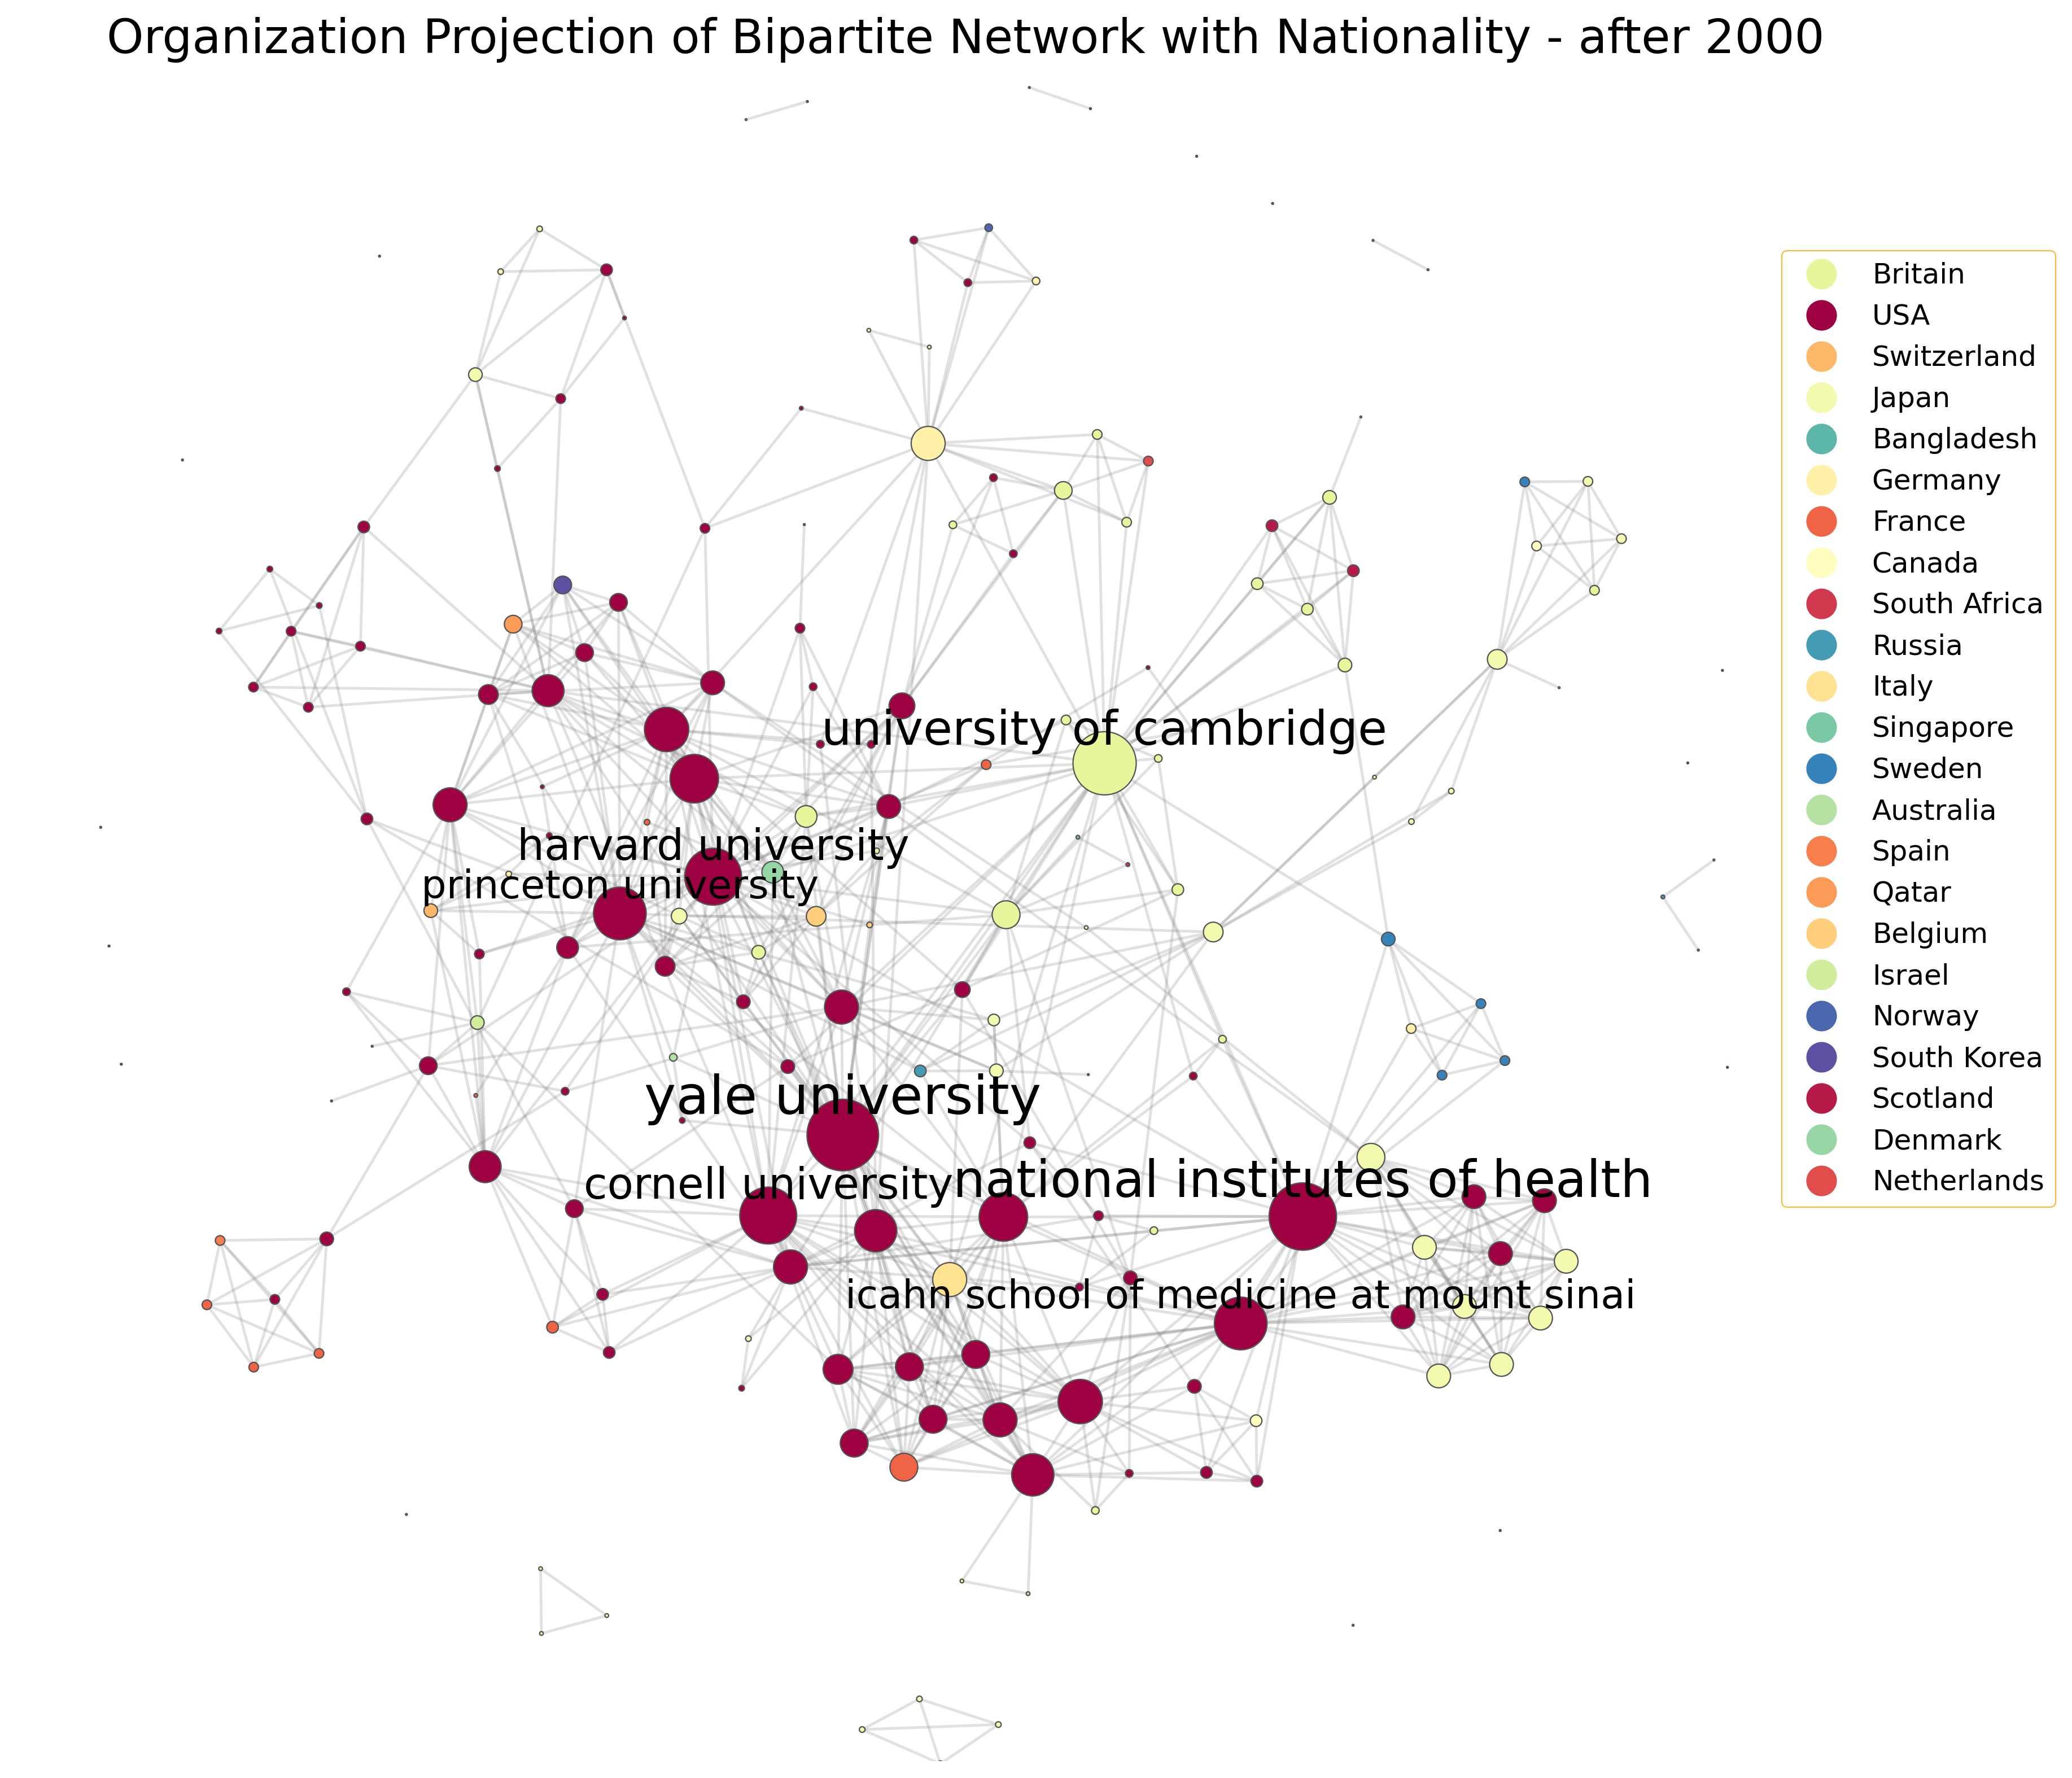 Organization Projection of Bipartite Network with Nationality - after 2000
university of cambridge
harvard university
princeton university
yale university
cornell university
national institutes of health
icahn school of medicine at mount sinai
Britain
USA
Switzerland
Japan
Bangladesh
Germany
France
Canada
South Africa
Russia
Italy
Singapore
Sweden
Australia
Spain
Qatar
Belgium
Israel
Norway
South Korea
Scotland
Denmark
Netherlands